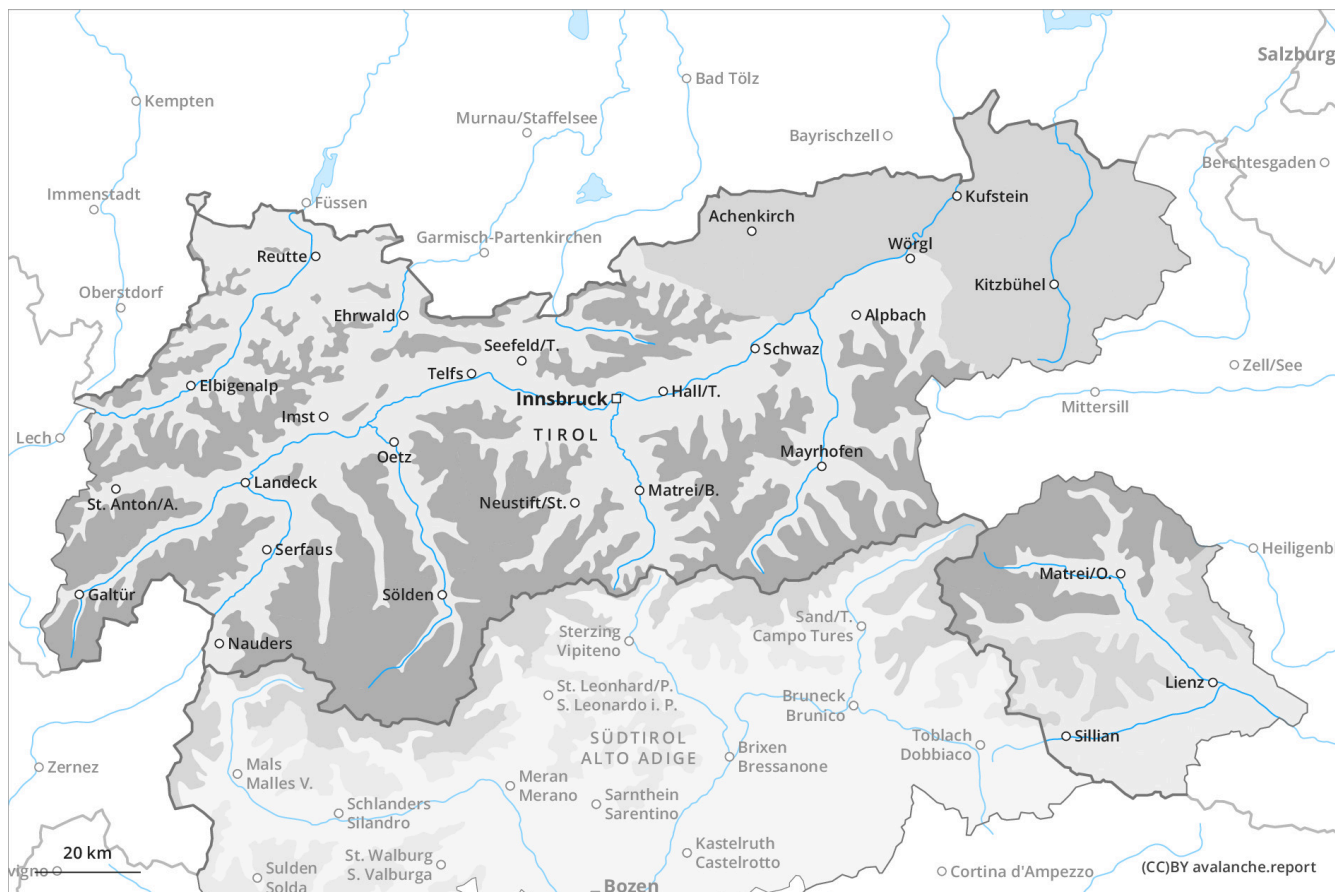 Salzburg
Kempten
Bad Tölz
Murnau/Staffelsee
Bayrischzell
Berchtesgaden
Immenstadt
Füssen
Kufstein
Achenkirch
Garmisch-Partenkirchen
Wörgl
Reutte
Kitzbühel
Oberstdorf
Ehrwald
Alpbach
Seefeld/T.
Schwaz
Zell/See
Telfs
Elbigenalp
Hall/T.
Innsbruck
Mittersill
Imst
TIROL
Lech
Oetz
Mayrhofen
Landeck
Matrei/B.
St. Anton/A.
Neustift/St.
Serfaus
Heiligenb
Matrei/O.
Galtür
Sölden
Sand/T.
Campo Tures
Sterzing
Vipiteno
Nauders
Lienz
St. Leonhard/P.
S. Leonardo i. P.
Bruneck
Brunico
Sillian
SÜDTIROL
ALTO ADIGE
Toblach
Dobbiaco
Brixen
Bressanone
Zernez
Mals
Malles V.
Meran
Merano
Schlanders
Silandro
Sarnthein
Sarentino
Kastelruth
Castelrotto
20 km
St. Walburg
S. Valburga
vigno
Sulden
Solda
Cortina d'Ampezzo
(CC)BY avalanche.report
Bozen